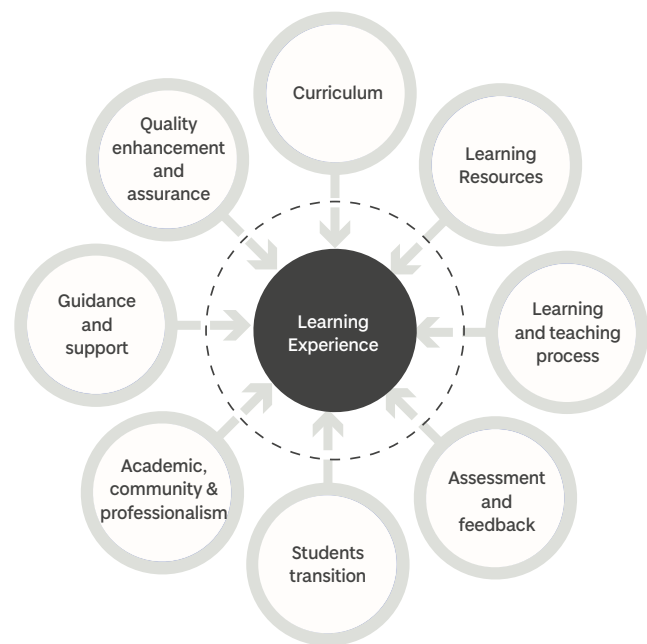 Curriculum
Learning
Resources
Learning
and teaching
process
Assessment
and
feedback
Students
transition
Academic,
community &
professionalism
Guidance
and
support
Quality
enhancement
and
assurance
Learning
Experience